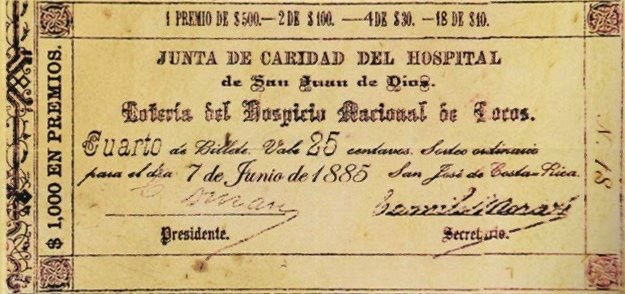 1 PREMIO DE $500.—2 DE $100.—4 DE $30.—18 DE $10.
$ 1,000 EN PREMIOS.
JUNTA DE CARIDAD DEL HOSPITAL
de San Juan de Dios.
Lotería del Hospicio Nacional de Locos.
Cuarto de Billete Vale 25 centavos. Sorteo ordinario
para el día 7 de Junio de 1885 San José de Costa-Rica.
Presidente. Secretario.
N. 18